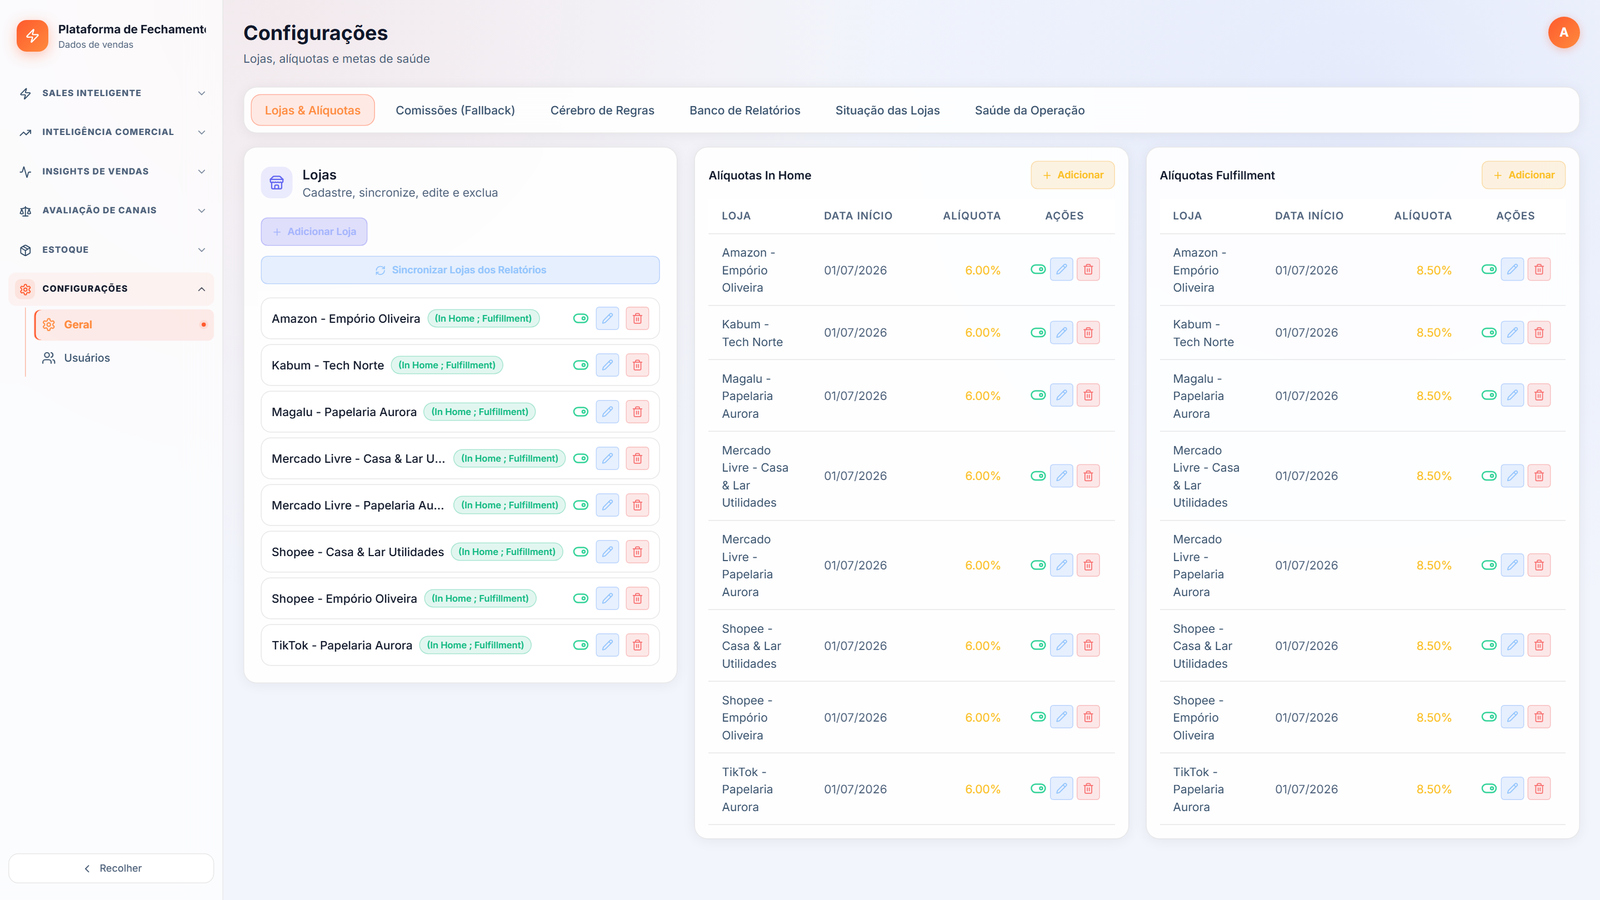 Plataforma de Fechamento
Dados de vendas
SALES INTELIGENTE
INTELIGÊNCIA COMERCIAL
INSIGHTS DE VENDAS
AVALIAÇÃO DE CANAIS
ESTOQUE
CONFIGURAÇÕES
Geral
Usuários
Recolher
Configurações
Lojas, alíquotas e metas de saúde
A
Lojas & Alíquotas
Comissões (Fallback)
Cérebro de Regras
Banco de Relatórios
Situação das Lojas
Saúde da Operação
Lojas
Cadastre, sincronize, edite e exclua
+ Adicionar Loja
Sincronizar Lojas dos Relatórios
Amazon - Empório Oliveira (In Home ; Fulfillment)
Kabum - Tech Norte (In Home ; Fulfillment)
Magalu - Papelaria Aurora (In Home ; Fulfillment)
Mercado Livre - Casa & Lar U... (In Home ; Fulfillment)
Mercado Livre - Papelaria Au... (In Home ; Fulfillment)
Shopee - Casa & Lar Utilidades (In Home ; Fulfillment)
Shopee - Empório Oliveira (In Home ; Fulfillment)
TikTok - Papelaria Aurora (In Home ; Fulfillment)
Alíquotas In Home
+ Adicionar
LOJA DATA INÍCIO ALÍQUOTA AÇÕES
Amazon -
Empório 01/07/2026 6.00%
Oliveira
Kabum -
01/07/2026 6.00%
Tech Norte
Magalu -
Papelaria 01/07/2026 6.00%
Aurora
Mercado
Livre - Casa
01/07/2026 6.00%
& Lar
Utilidades
Mercado
Livre -
01/07/2026 6.00%
Papelaria
Aurora
Shopee -
Casa & Lar 01/07/2026 6.00%
Utilidades
Shopee -
Empório 01/07/2026 6.00%
Oliveira
TikTok -
Papelaria 01/07/2026 6.00%
Aurora
Alíquotas Fulfillment
+ Adicionar
LOJA DATA INÍCIO ALÍQUOTA AÇÕES
Amazon -
Empório 01/07/2026 8.50%
Oliveira
Kabum -
01/07/2026 8.50%
Tech Norte
Magalu -
Papelaria 01/07/2026 8.50%
Aurora
Mercado
Livre - Casa
01/07/2026 8.50%
& Lar
Utilidades
Mercado
Livre -
01/07/2026 8.50%
Papelaria
Aurora
Shopee -
Casa & Lar 01/07/2026 8.50%
Utilidades
Shopee -
Empório 01/07/2026 8.50%
Oliveira
TikTok -
Papelaria 01/07/2026 8.50%
Aurora